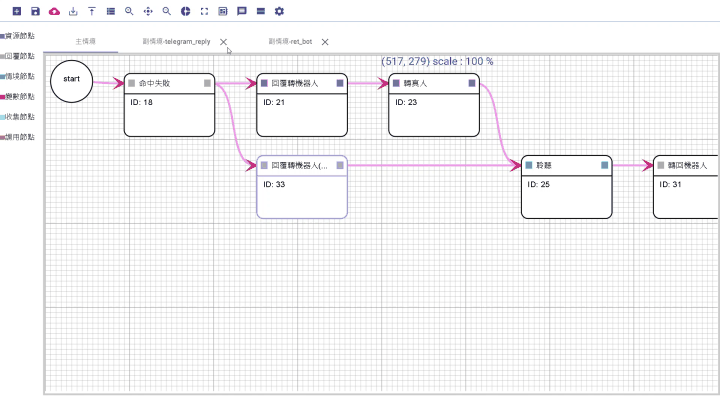 主情境
副情境-telegram_reply
副情境-ret_bot
資源節點
回覆節點
情境節點
變數節點
收集節點
調用節點
(517, 279) scale : 100 %
start
命中失敗
ID: 18
回覆轉機器人
ID: 21
轉真人
ID: 23
回覆轉機器人(...
ID: 33
聆聽
ID: 25
轉回機器人
ID: 31